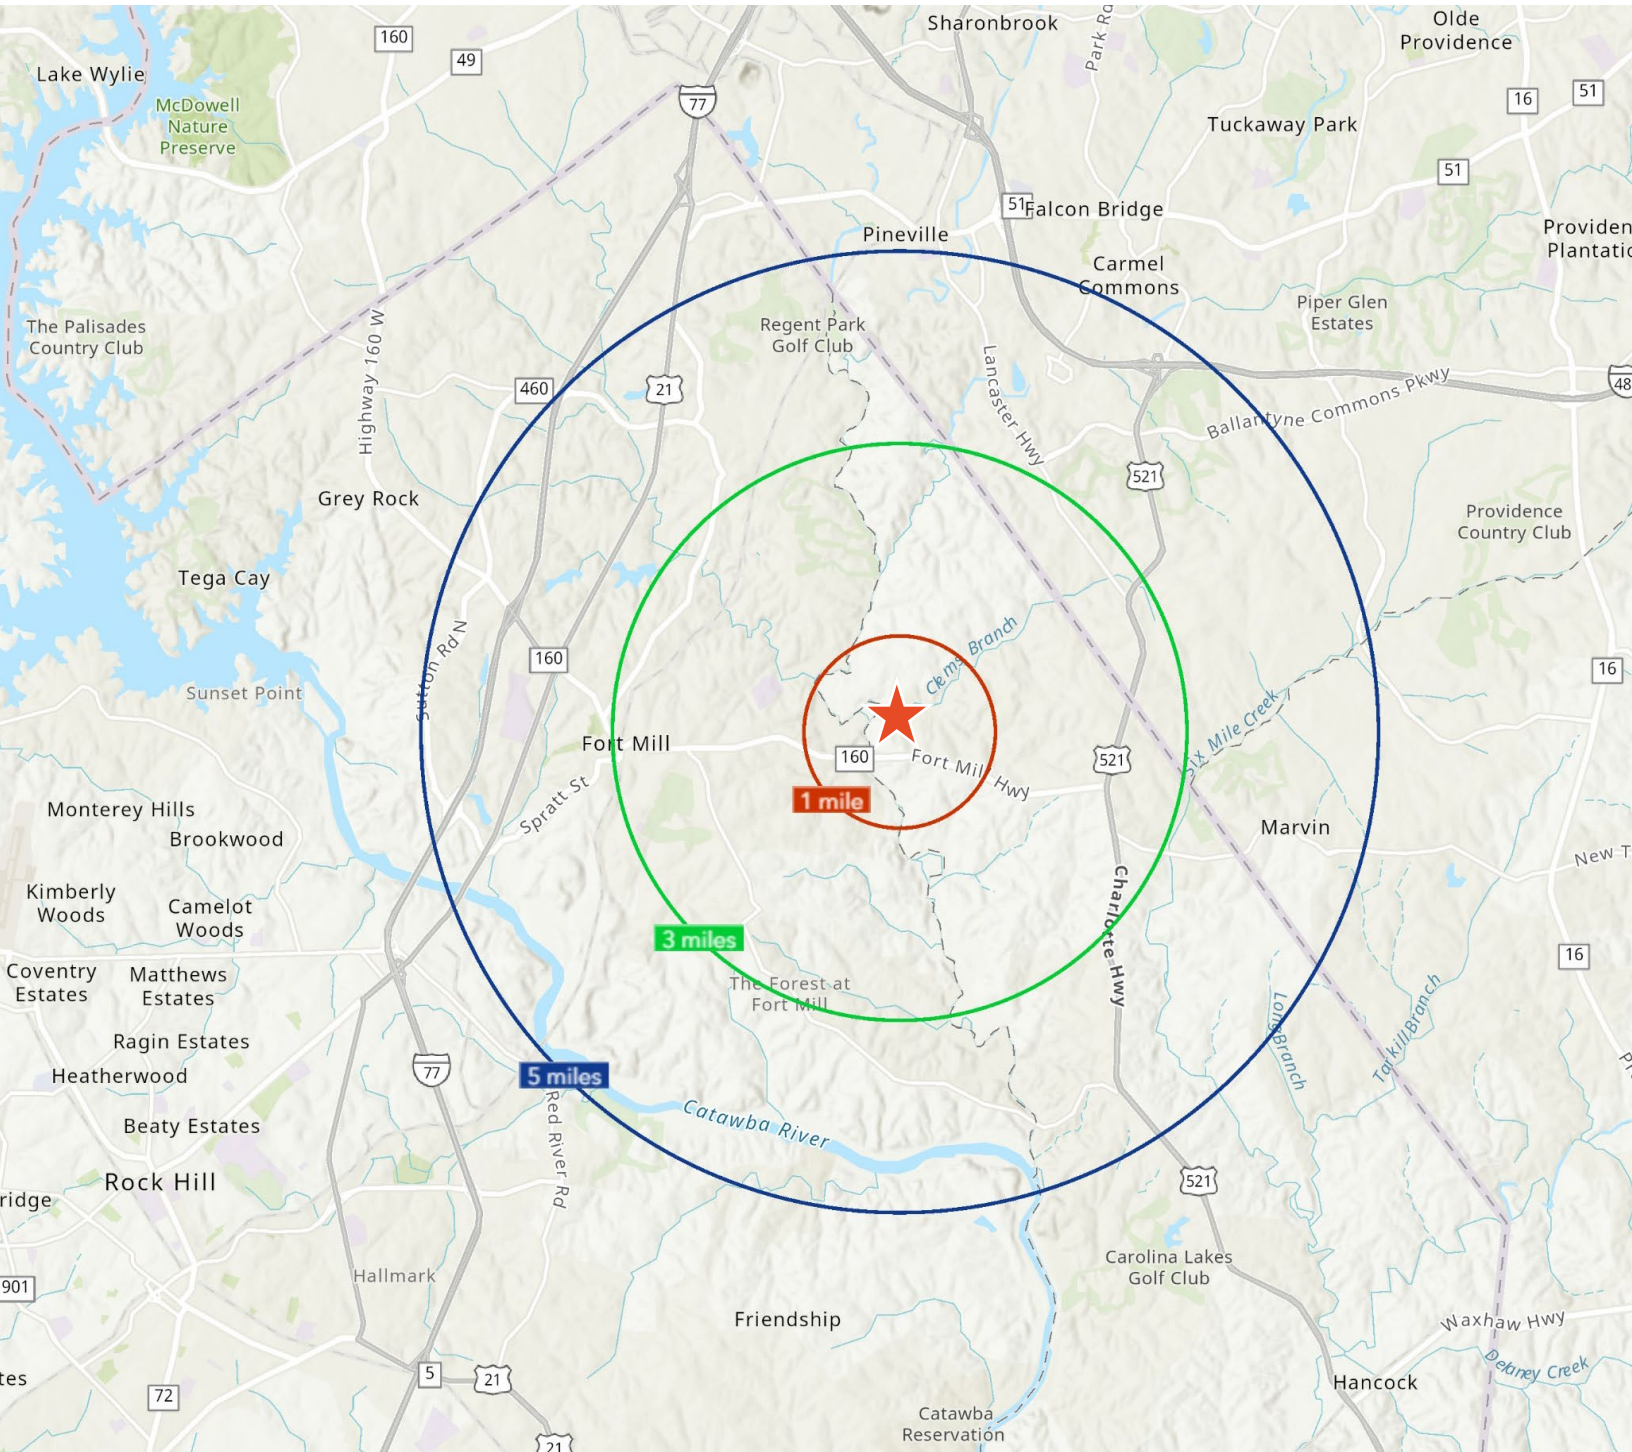 Sharonbrook
Park Rd
Olde
Providence
160
49
Lake Wylie
McDowell
Nature
Preserve
77
16
51
Tuckaway Park
51
51
Falcon Bridge
Pineville
Providen
Plantatio
Carmel
Commons
Piper Glen
Estates
The Palisades
Country Club
Regent Park
Golf Club
Highway 160 W
460
21
Lancaster Hwy
48
Ballantyne Commons Pkwy
521
Grey Rock
Providence
Country Club
Tega Cay
Clems Branch
Sutton Rd N
160
16
Sunset Point
Six Mile Creek
Fort Mill
160
Fort Mill Hwy
521
1 mile
Spratt St
Monterey Hills
Brookwood
Marvin
New T
Kimberly
Woods
Camelot
Woods
Charlotte Hwy
3 miles
16
Coventry
Estates
Matthews
Estates
The Forest at
Fort Mill
Long Branch
Tarkill Branch
Ragin Estates
Heatherwood
77
5 miles
Red River Rd
Catawba River
Beaty Estates
Rock Hill
521
ridge
Carolina Lakes
Golf Club
901
Hallmark
Friendship
Waxhaw Hwy
Delaney Creek
tes
5
21
72
Hancock
Catawba
Reservation
21